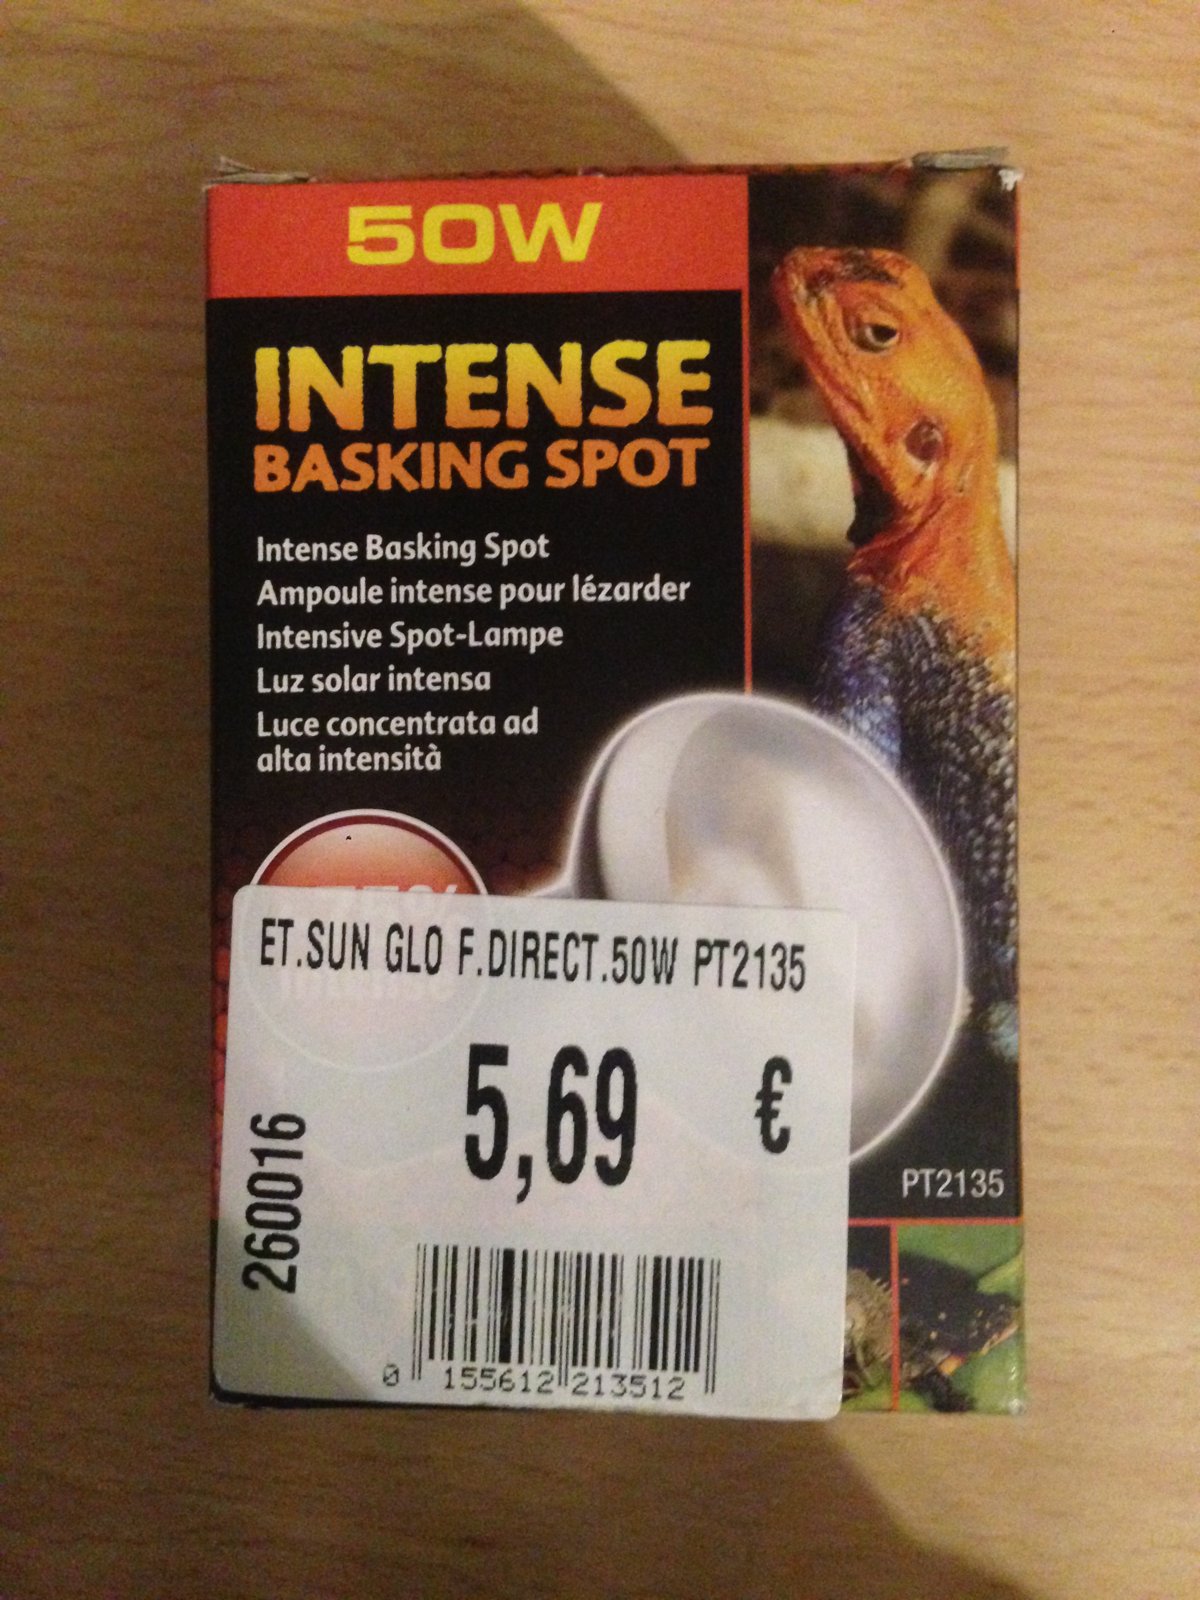 50W
INTENSE
BASKING SPOT
Intense Basking Spot
Ampoule intense pour lézarder
Intensive Spot-Lampe
Luz solar intensa
Luce concentrata ad
alta intensità
ET.SUN GLO F.DIRECT.50W PT2135
5,69 €
260016
0 155612 213512
PT2135